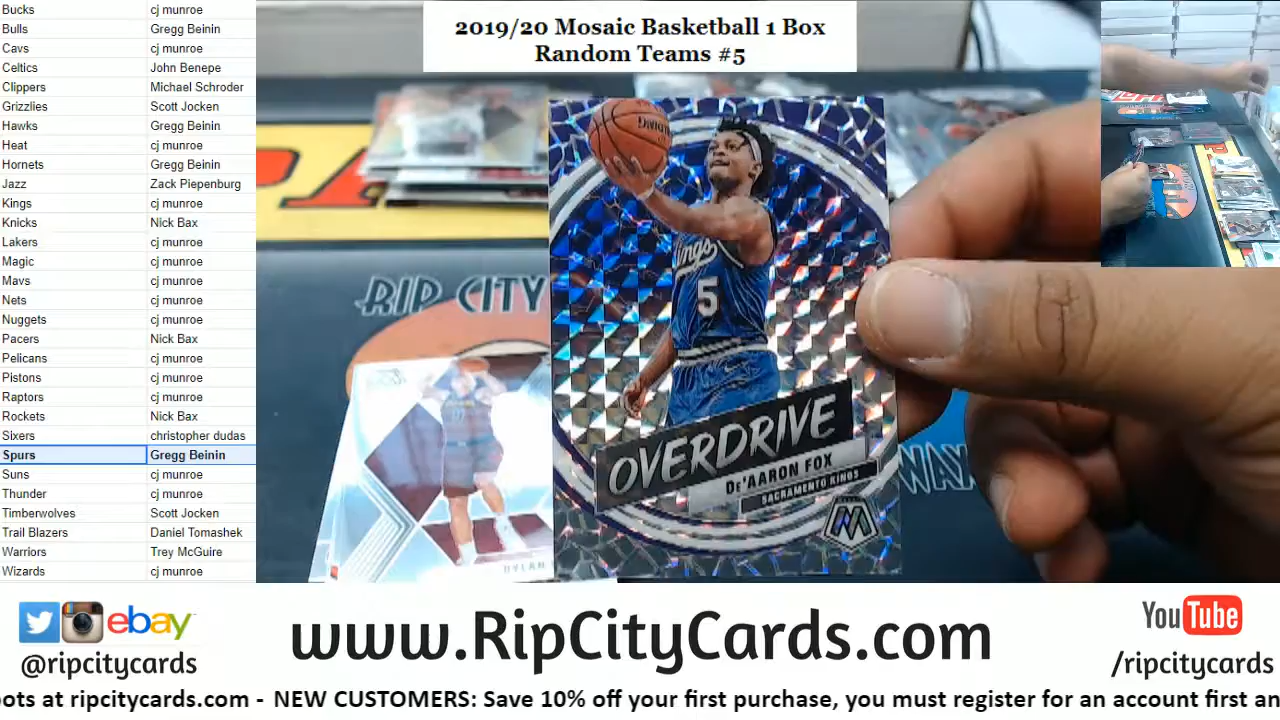 2019/20 Mosaic Basketball 1 Box
Random Teams #5
Bucks cj munroe
Bulls Gregg Beinin
Cavs cj munroe
Celtics John Benepe
Clippers Michael Schroder
Grizzlies Scott Jocken
Hawks Gregg Beinin
Heat cj munroe
Hornets Gregg Beinin
Jazz Zack Piepenburg
Kings cj munroe
Knicks Nick Bax
Lakers cj munroe
Magic cj munroe
Mavs cj munroe
Nets cj munroe
Nuggets cj munroe
Pacers Nick Bax
Pelicans cj munroe
Pistons cj munroe
Raptors cj munroe
Rockets Nick Bax
Sixers christopher dudas
Spurs Gregg Beinin
Suns cj munroe
Thunder cj munroe
Timberwolves Scott Jocken
Trail Blazers Daniel Tomashek
Warriors Trey McGuire
Wizards cj munroe
RIP CITY
Kings
5
OVERDRIVE
DE'AARON FOX
SACRAMENTO KINGS
DYLAN
WAX
ebay
@ripcitycards
www.RipCityCards.com
YouTube
/ripcitycards
oots at ripcitycards.com - NEW CUSTOMERS: Save 10% off your first purchase, you must register for an account first an